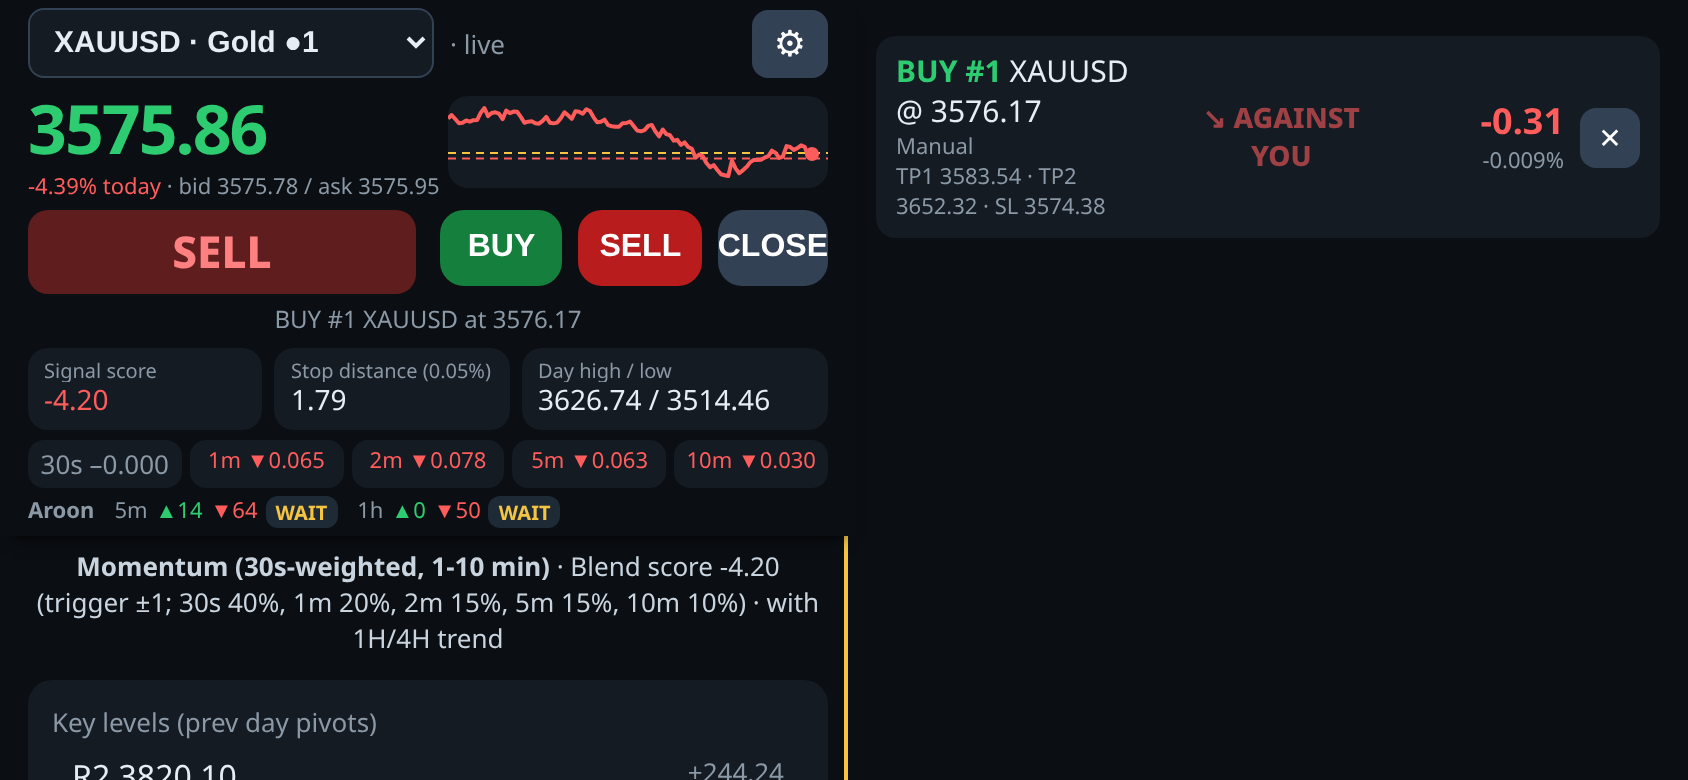 XAUUSD · Gold ●1
· live
3575.86
-4.39% today · bid 3575.78 / ask 3575.95
SELL
BUY
SELL
CLOSE
BUY #1 XAUUSD at 3576.17
Signal score
-4.20
Stop distance (0.05%)
1.79
Day high / low
3626.74 / 3514.46
30s –0.000
1m ▼0.065
2m ▼0.078
5m ▼0.063
10m ▼0.030
Aroon 5m ▲14 ▼64 WAIT 1h ▲0 ▼50 WAIT
Momentum (30s-weighted, 1-10 min) · Blend score -4.20
(trigger ±1; 30s 40%, 1m 20%, 2m 15%, 5m 15%, 10m 10%) · with
1H/4H trend
Key levels (prev day pivots)
R2 3820.10
+244.24
BUY #1 XAUUSD
@ 3576.17
Manual
TP1 3583.54 · TP2
3652.32 · SL 3574.38
↘ AGAINST
YOU
-0.31
-0.009%
✕